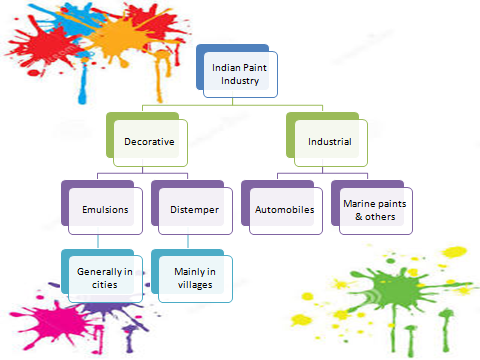 Indian Paint
Industry
Decorative
Industrial
Emulsions
Distemper
Automobiles
Marine paints
& others
Generally in
cities
Mainly in
villages